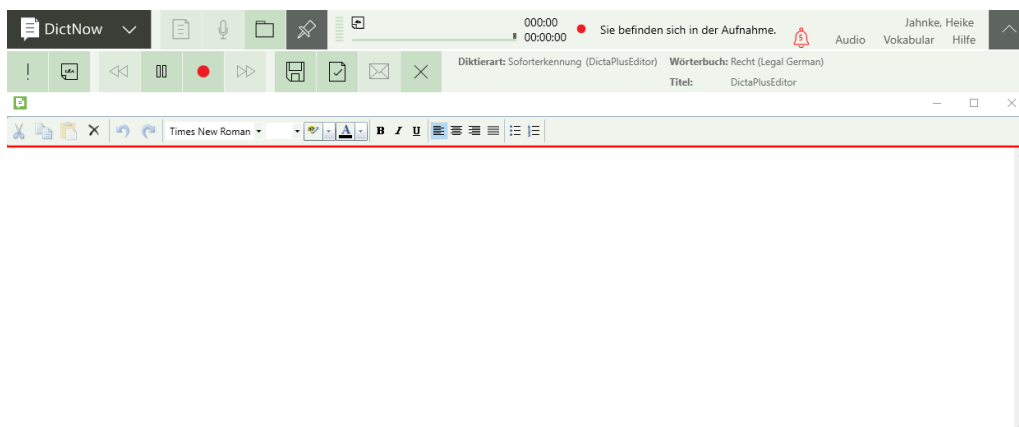 DictNow
000:00
00:00:00
Sie befinden sich in der Aufnahme.
5
Jahnke, Heike
Audio Vokabular Hilfe
Diktierart: Soforterkennung (DictaPlusEditor)
Wörterbuch: Recht (Legal German)
Titel: DictaPlusEditor
Times New Roman
A B I U